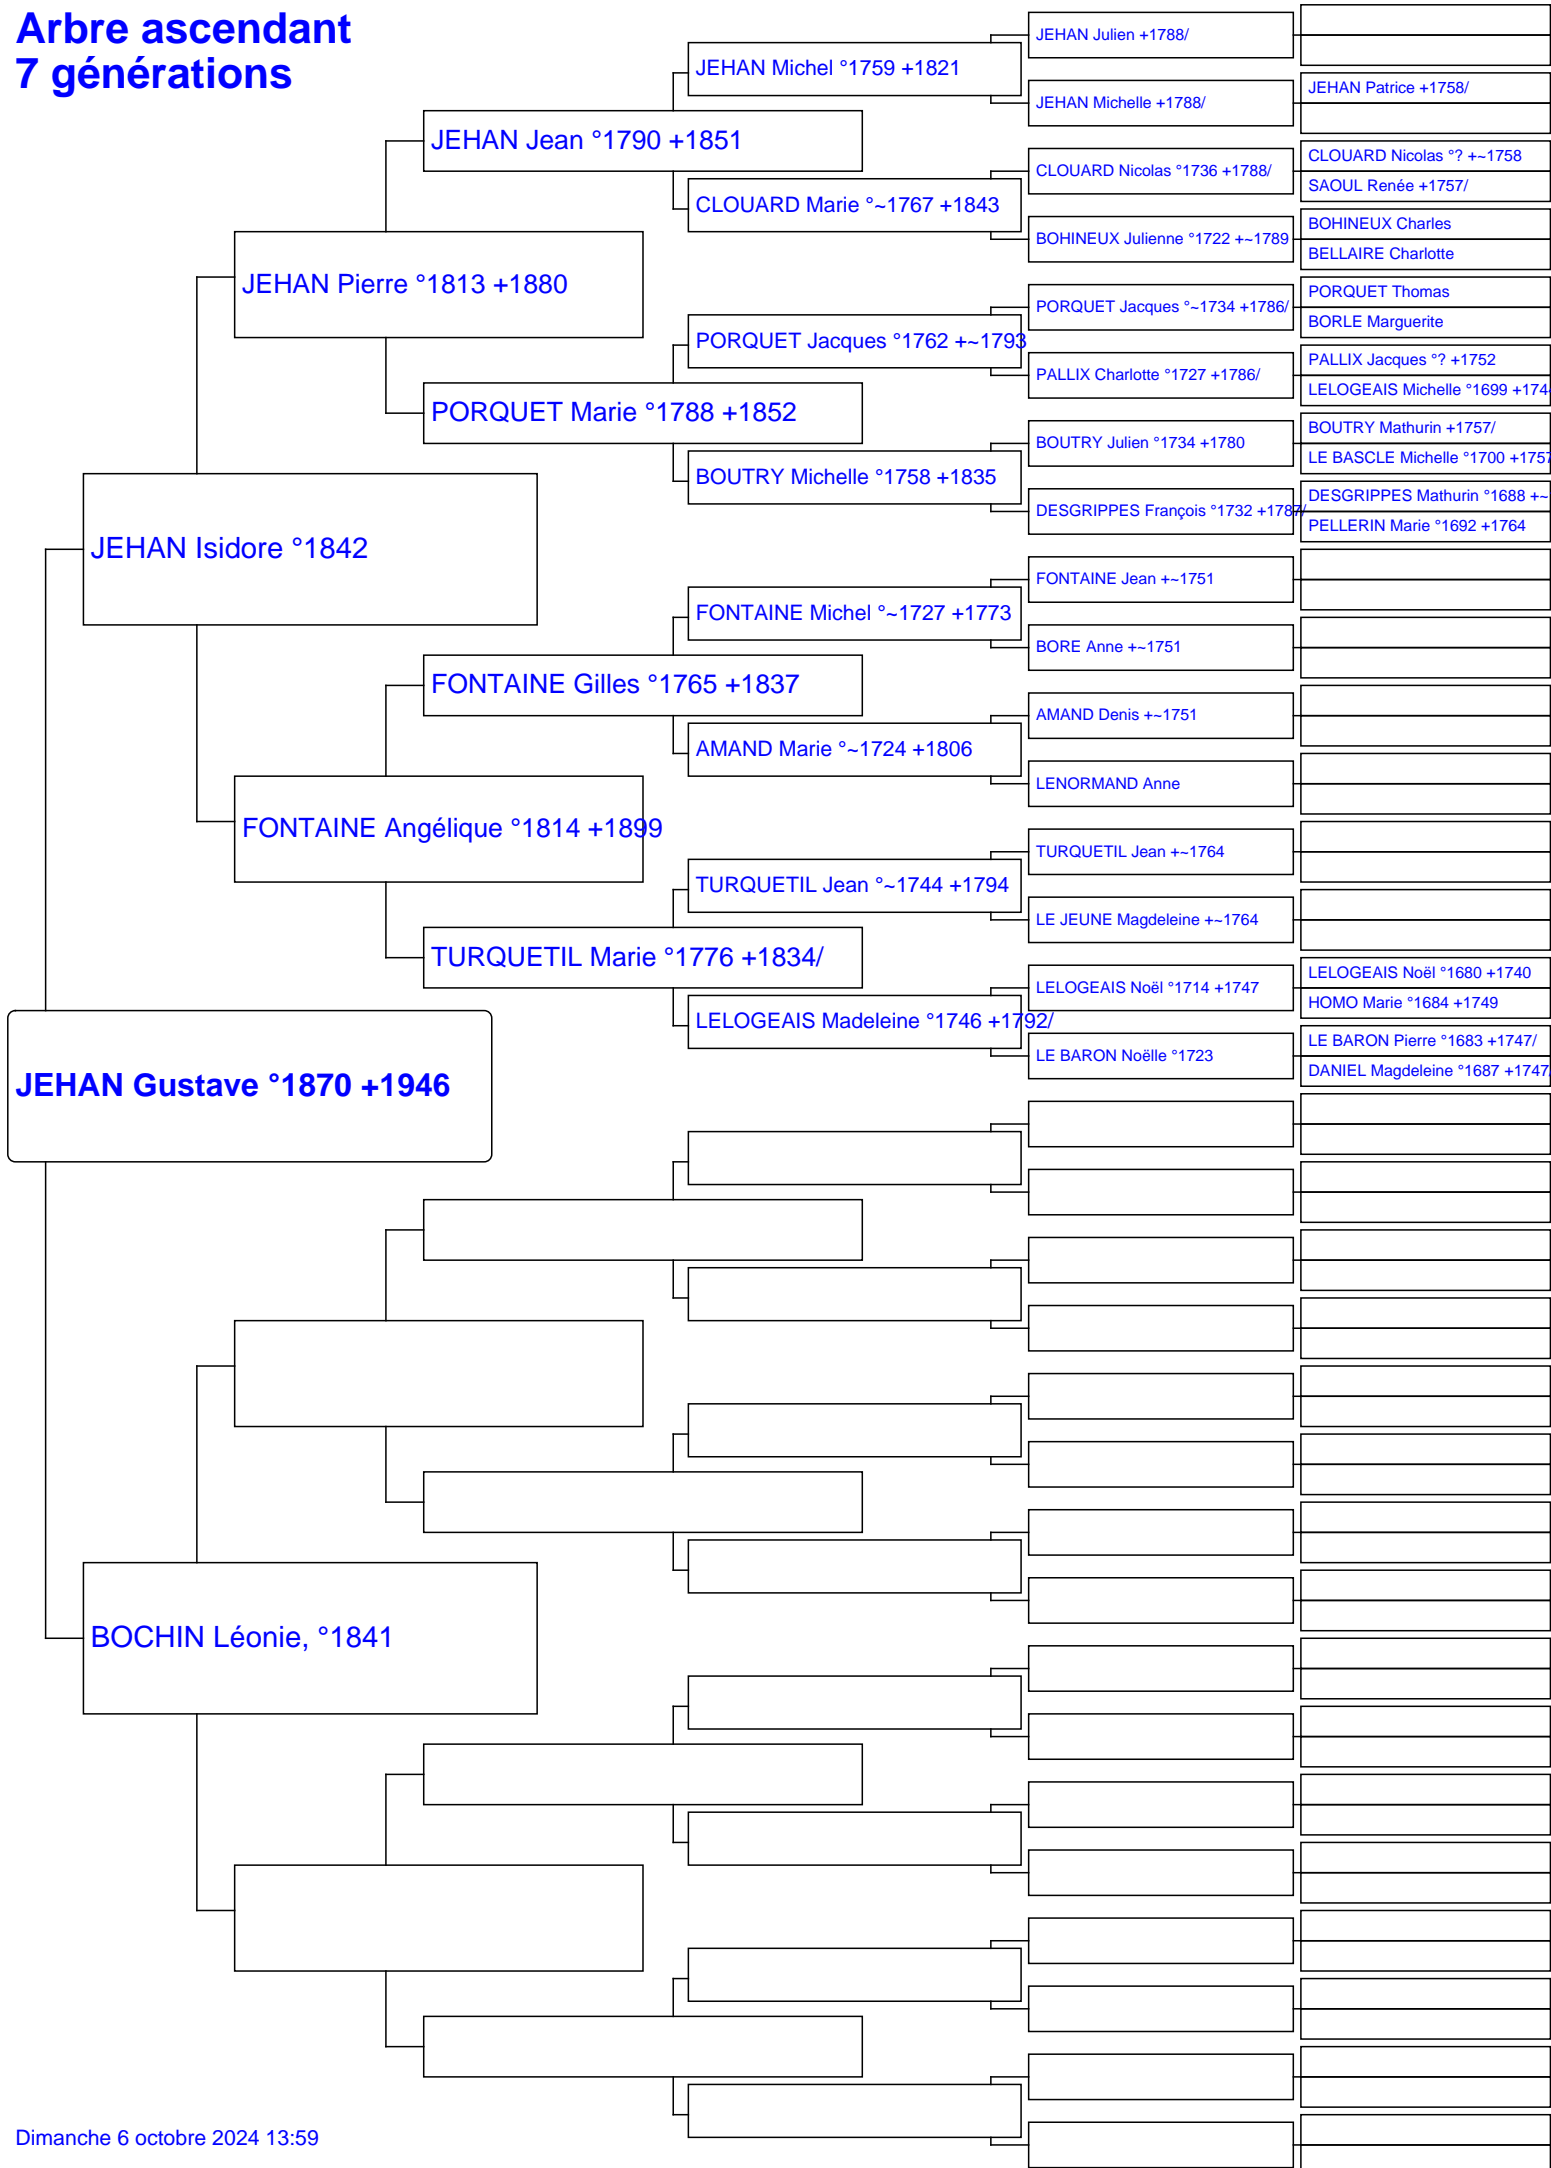 Arbre ascendant
7 générations
JEHAN Gustave °1870 +1946
JEHAN Isidore °1842
BOCHIN Léonie, °1841
JEHAN Pierre °1813 +1880
FONTAINE Angélique °1814 +1899
JEHAN Jean °1790 +1851
PORQUET Marie °1788 +1852
FONTAINE Gilles °1765 +1837
TURQUETIL Marie °1776 +1834/
JEHAN Michel °1759 +1821
CLOUARD Marie °~1767 +1843
PORQUET Jacques °1762 +~1793
BOUTRY Michelle °1758 +1835
FONTAINE Michel °~1727 +1773
AMAND Marie °~1724 +1806
TURQUETIL Jean °~1744 +1794
LELOGEAIS Madeleine °1746 +1792/
JEHAN Julien +1788/
JEHAN Michelle +1788/
CLOUARD Nicolas °1736 +1788/
BOHINEUX Julienne °1722 +~1789
PORQUET Jacques °~1734 +1786/
PALLIX Charlotte °1727 +1786/
BOUTRY Julien °1734 +1780
DESGRIPPES François °1732 +1787/
FONTAINE Jean +~1751
BORE Anne +~1751
AMAND Denis +~1751
LENORMAND Anne
TURQUETIL Jean +~1764
LE JEUNE Magdeleine +~1764
LELOGEAIS Noël °1714 +1747
LE BARON Noëlle °1723
JEHAN Patrice +1758/
CLOUARD Nicolas °? +~1758
SAOUL Renée +1757/
BOHINEUX Charles
BELLAIRE Charlotte
PORQUET Thomas
BORLE Marguerite
PALLIX Jacques °? +1752
LELOGEAIS Michelle °1699
BOUTRY Mathurin +1757/
LE BASCLE Michelle °1700 +1757
DESGRIPPES Mathurin °1688 +~
PELLERIN Marie °1692 +1764
LELOGEAIS Noël °1680 +1740
HOMO Marie °1684 +1749
LE BARON Pierre °1683 +1747/
DANIEL Magdeleine °1687 +1747/
Dimanche 6 octobre 2024 13:59